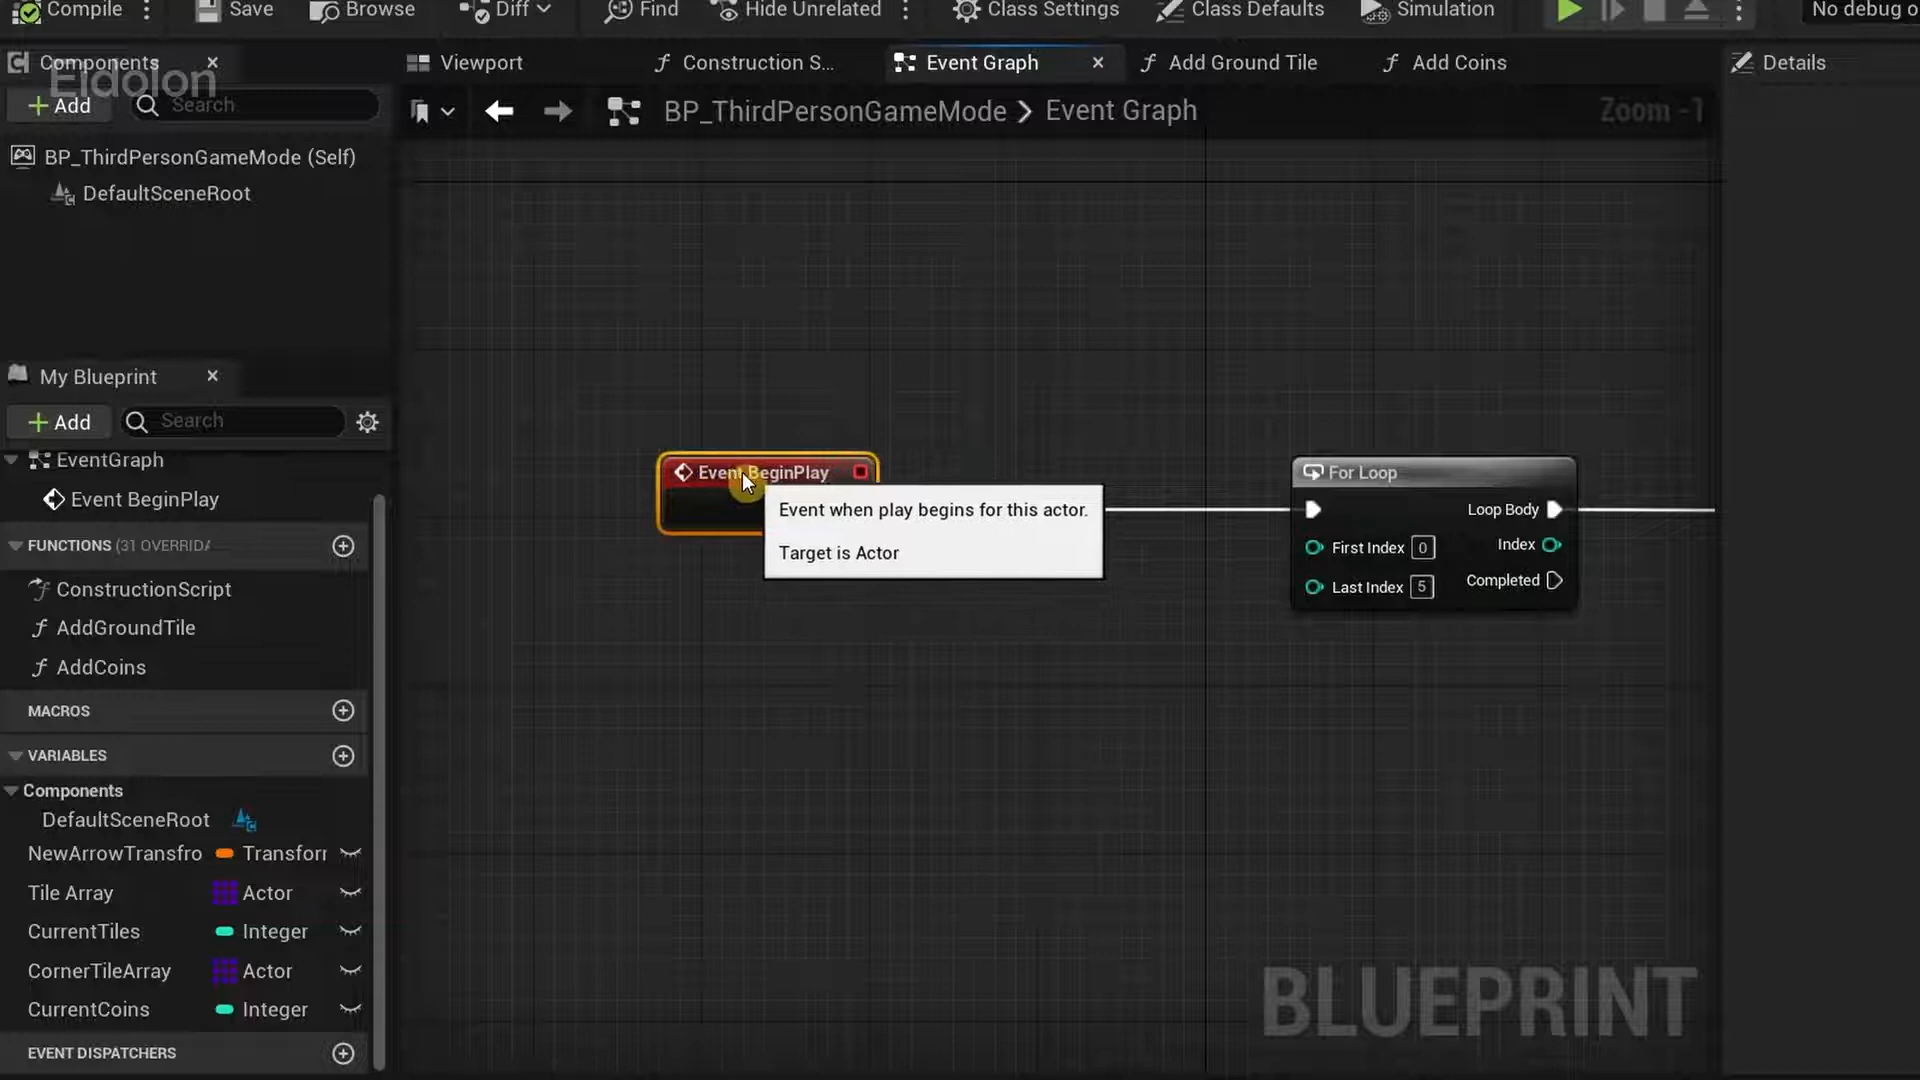 Compile
Save
Browse
Diff
Find
Hide Unrelated
Class Settings
Class Defaults
Simulation
No debug o
Components
Eidolon
Viewport
Construction S...
Event Graph
Add Ground Tile
Add Coins
Details
Add
Search
BP_ThirdPersonGameMode
Event Graph
Zoom -1
BP_ThirdPersonGameMode (Self)
DefaultSceneRoot
My Blueprint
Add
Search
EventGraph
Event BeginPlay
FUNCTIONS (31 OVERRIDA
ConstructionScript
AddGroundTile
AddCoins
MACROS
VARIABLES
Components
DefaultSceneRoot
NewArrowTransfro Transforr
Tile Array Actor
CurrentTiles Integer
CornerTileArray Actor
CurrentCoins Integer
EVENT DISPATCHERS
Event BeginPlay
Event when play begins for this actor.
Target is Actor
For Loop
Loop Body
First Index 0
Index
Last Index 5
Completed
BLUEPRINT